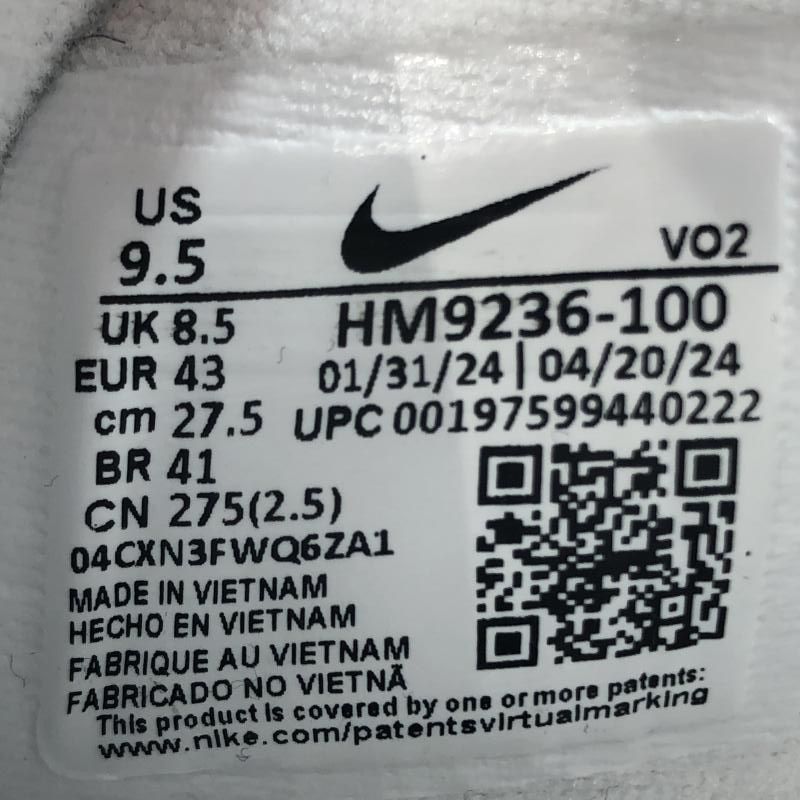 US
9.5
VO2
UK 8.5
HM9236-100
EUR 43
01/31/24 | 04/20/24
cm 27.5
UPC 00197599440222
BR 41
CN 275(2.5)
04CXN3FWQ6ZA1
MADE IN VIETNAM
HECHO EN VIETNAM
FABRIQUE AU VIETNAM
FABRICADO NO VIETNÃ
This product is covered by one or more patents:
www.nike.com/patentsvirtualmarking